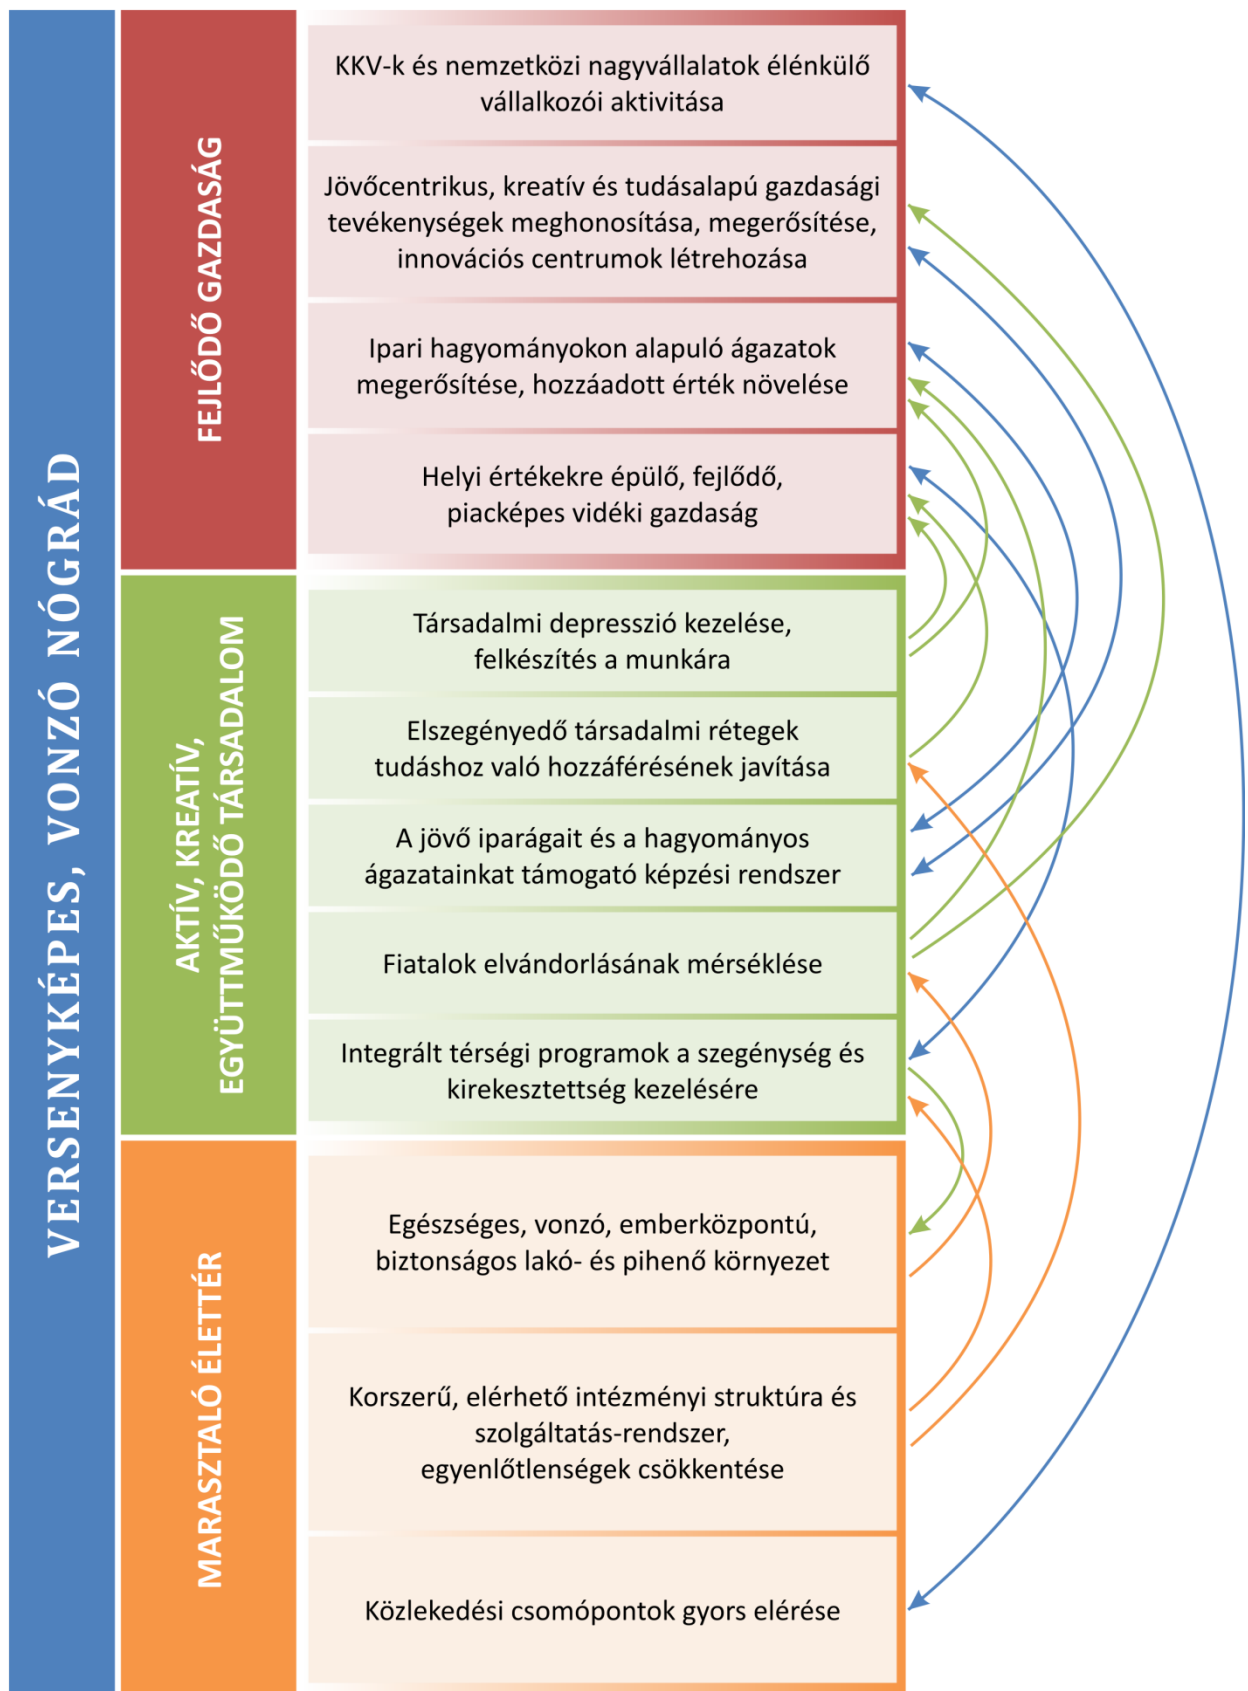 VERSENYKÉPES, VONZÓ NÓGRÁD
FEJLŐDŐ GAZDASÁG
KKV-k és nemzetközi nagyvállalatok élénkülő
vállalkozói aktivitása
Jövőcentrikus, kreatív és tudásalapú gazdasági
tevékenységek meghonosítása, megerősítése,
innovációs centrumok létrehozása
Ipari hagyományokon alapuló ágazatok
megerősítése, hozzáadott érték növelése
Helyi értékekre épülő, fejlődő,
piacképes vidéki gazdaság
AKTÍV, KREATÍV,
EGYÜTTMŰKÖDŐ TÁRSADALOM
Társadalmi depresszió kezelése,
felkészítés a munkára
Elszegényedő társadalmi rétegek
tudáshoz való hozzáférésének javítása
A jövő iparágait és a hagyományos
ágazatainkat támogató képzési rendszer
Fiatalok elvándorlásának mérséklése
Integrált térségi programok a szegénység és
kirekesztettség kezelésére
MARASZTALÓ ÉLETTÉR
Egészséges, vonzó, emberközpontú,
biztonságos lakó- és pihenő környezet
Korszerű, elérhető intézményi struktúra és
szolgáltatás-rendszer,
egyenlőtlenségek csökkentése
Közlekedési csomópontok gyors elérése